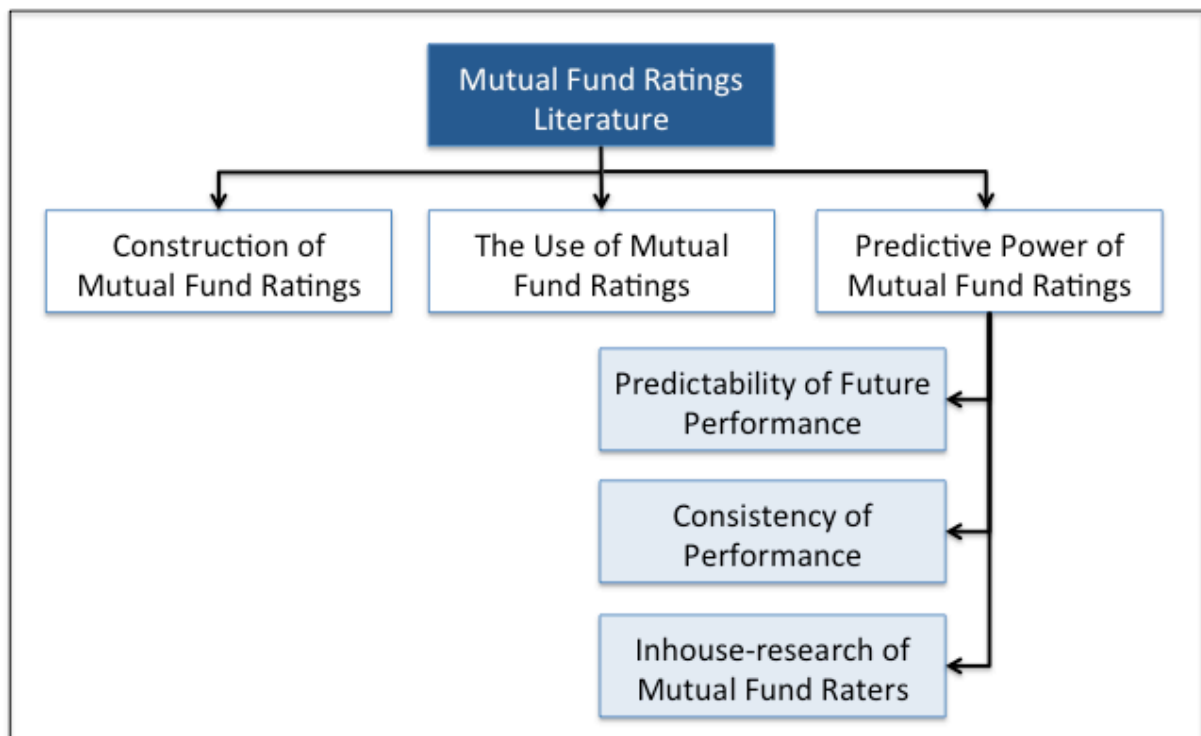 Mutual Fund Ratings
Literature
Construction of
Mutual Fund Ratings
The Use of Mutual
Fund Ratings
Predictive Power of
Mutual Fund Ratings
Predictability of Future
Performance
Consistency of
Performance
Inhouse-research of
Mutual Fund Raters